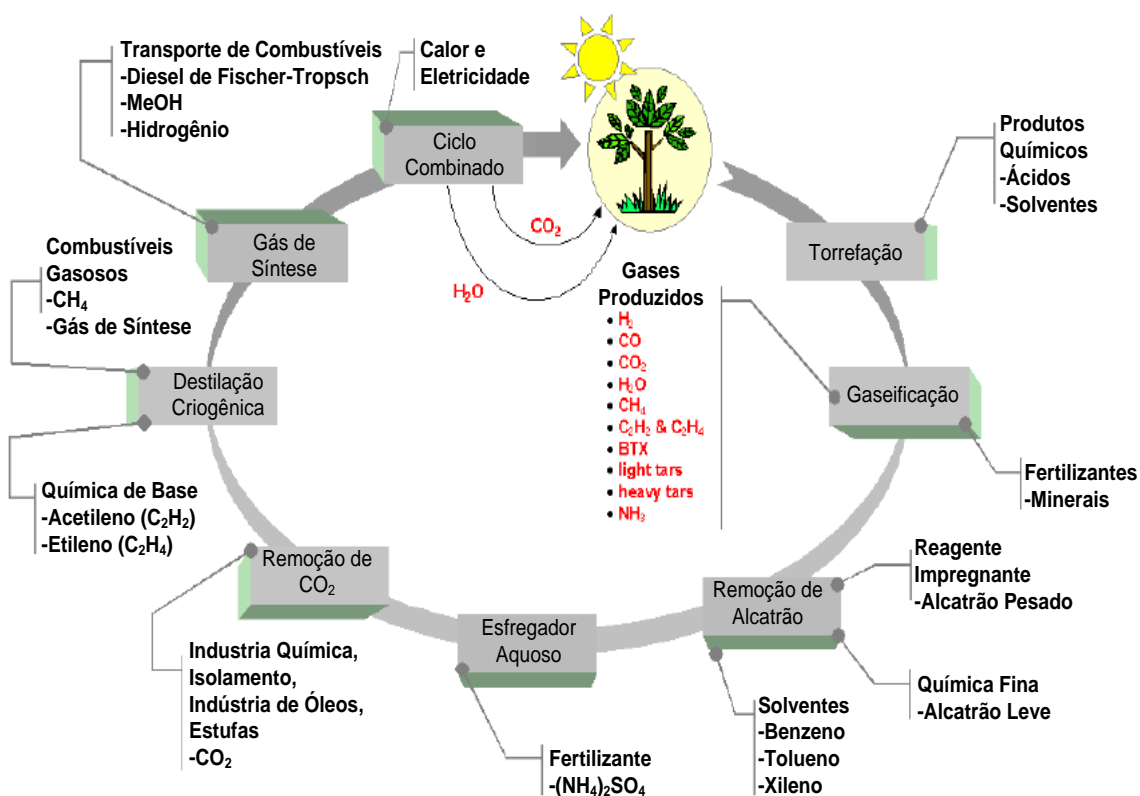 Transporte de Combustíveis
-Diesel de Fischer-Tropsch
-MeOH
-Hidrogênio
Calor e
Eletricidade
Ciclo
Combinado
Produtos
Químicos
-Ácidos
-Solventes
Torrefação
CO₂
H₂O
Gás de
Síntese
Combustíveis
Gasosos
-CH₄
-Gás de Síntese
Gases
Produzidos
• H₂
• CO
• CO₂
• H₂O
• CH₄
• C₂H₂ & C₂H₄
• BTX
• light tars
• heavy tars
• NH₃
Destilação
Criogênica
Gaseificação
Fertilizantes
-Minerais
Química de Base
-Acetileno (C₂H₂)
-Etileno (C₂H₄)
Remoção de
CO₂
Esfregador
Aquoso
Remoção de
Alcatrão
Reagente
Impregnante
-Alcatrão Pesado
Química Fina
-Alcatrão Leve
Industria Química,
Isolamento,
Indústria de Óleos,
Estufas
-CO₂
Fertilizante
-(NH₄)₂SO₄
Solventes
-Benzeno
-Tolueno
-Xileno